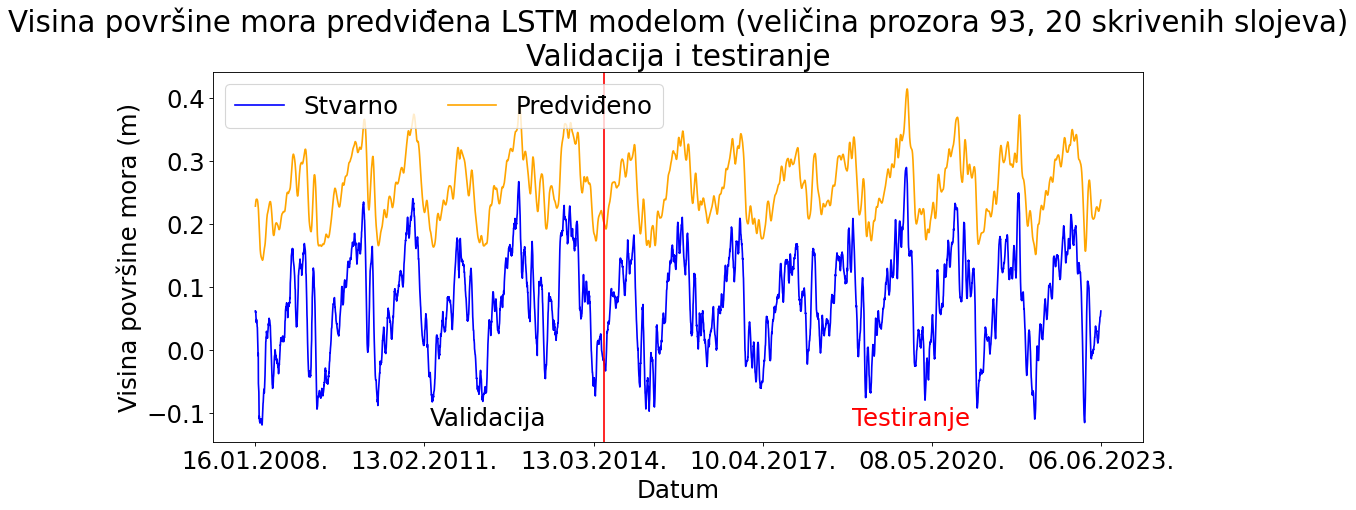 Visina površine mora predviđena LSTM modelom (veličina prozora 93, 20 skrivenih slojeva)
Validacija i testiranje
Stvarno
Predviđeno
Visina površine mora (m)
0.4
0.3
0.2
0.1
0.0
−0.1
Validacija
Testiranje
16.01.2008.
13.02.2011.
13.03.2014.
10.04.2017.
08.05.2020.
06.06.2023.
Datum